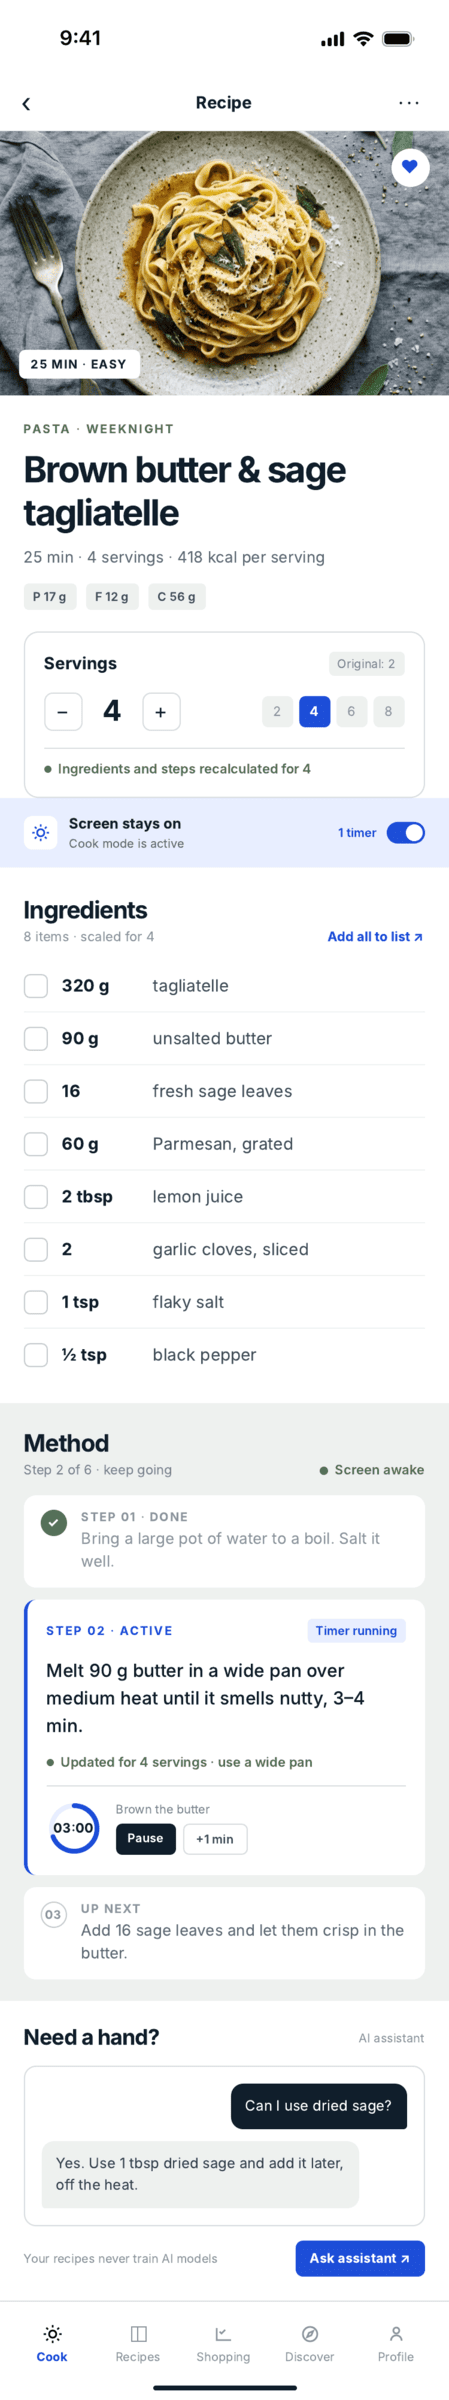 9:41
Recipe
25 MIN · EASY
PASTA · WEEKNIGHT
Brown butter & sage
tagliatelle
25 min · 4 servings · 418 kcal per serving
P 17 g F 12 g C 56 g
Servings
Original: 2
− 4 +
2 4 6 8
Ingredients and steps recalculated for 4
Screen stays on
Cook mode is active
1 timer
Ingredients
8 items · scaled for 4
Add all to list ↗
320 g tagliatelle
90 g unsalted butter
16 fresh sage leaves
60 g Parmesan, grated
2 tbsp lemon juice
2 garlic cloves, sliced
1 tsp flaky salt
½ tsp black pepper
Method
Step 2 of 6 · keep going
Screen awake
STEP 01 · DONE
Bring a large pot of water to a boil. Salt it
well.
STEP 02 · ACTIVE
Timer running
Melt 90 g butter in a wide pan over
medium heat until it smells nutty, 3–4
min.
Updated for 4 servings · use a wide pan
03:00
Brown the butter
Pause +1 min
03
UP NEXT
Add 16 sage leaves and let them crisp in the
butter.
Need a hand?
AI assistant
Can I use dried sage?
Yes. Use 1 tbsp dried sage and add it later,
off the heat.
Your recipes never train AI models
Ask assistant ↗
Cook Recipes Shopping Discover Profile